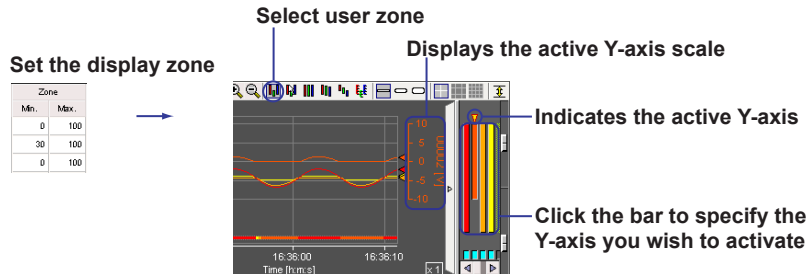 Select user zone
Displays the active Y-axis scale
Set the display zone
Zone
Min. Max.
0 100
30 100
0 100
10
5
0
-5
-10
00002 [V]
Indicates the active Y-axis
Click the bar to specify the
Y-axis you wish to activate
16:36:00 16:36:10
Time [h:m:s]
x 1